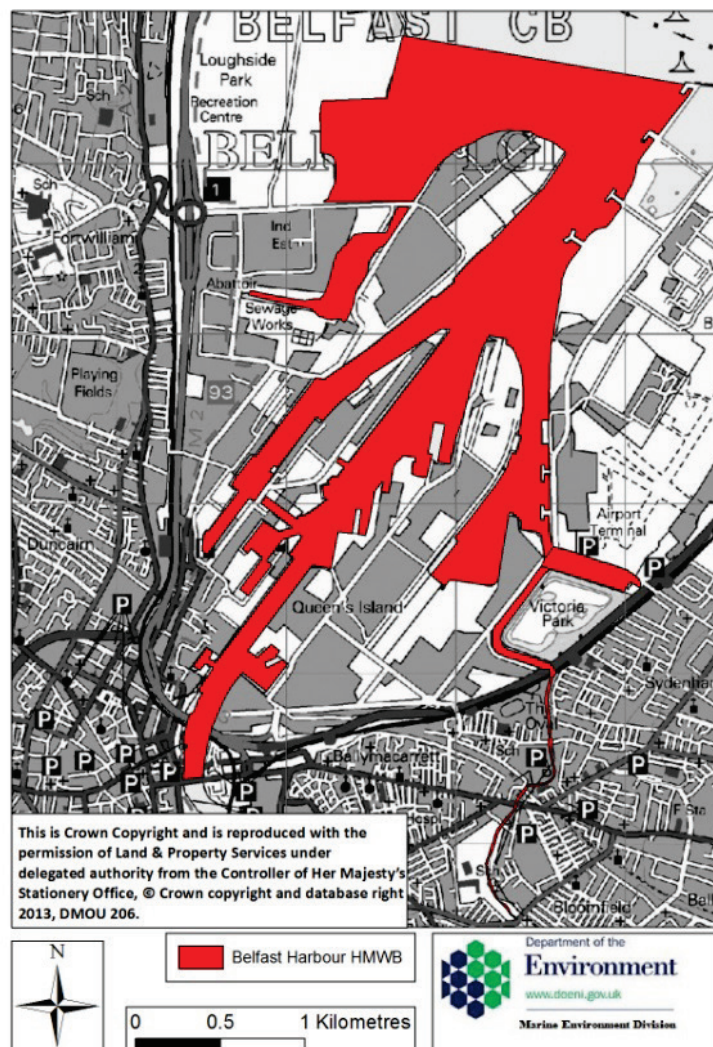 BELFAST CB
Loughside
Park
Recreation
Centre
Sch
Sch
1
Fortwilliam
Ind
Est
Abattoir
Sewage
Works
Playing
Fields
93
M 2
Duncairn
Airport
Terminal
P
P
P
Queen's Island
Victoria
Park
Sydenham
The
Oval
P
P
P
P
P
Ballymacarrett
Sch
P
P
P
P
P
P
Hospl
F Sta
Bloomfield
Ball
This is Crown Copyright and is reproduced with the
permission of Land & Property Services under
delegated authority from the Controller of Her Majesty's
Stationery Office, © Crown copyright and database right
2013, DMOU 206.
N
Belfast Harbour HMWB
0 0.5 1 Kilometres
Department of the
Environment
www.doeni.gov.uk
Marine Environment Division